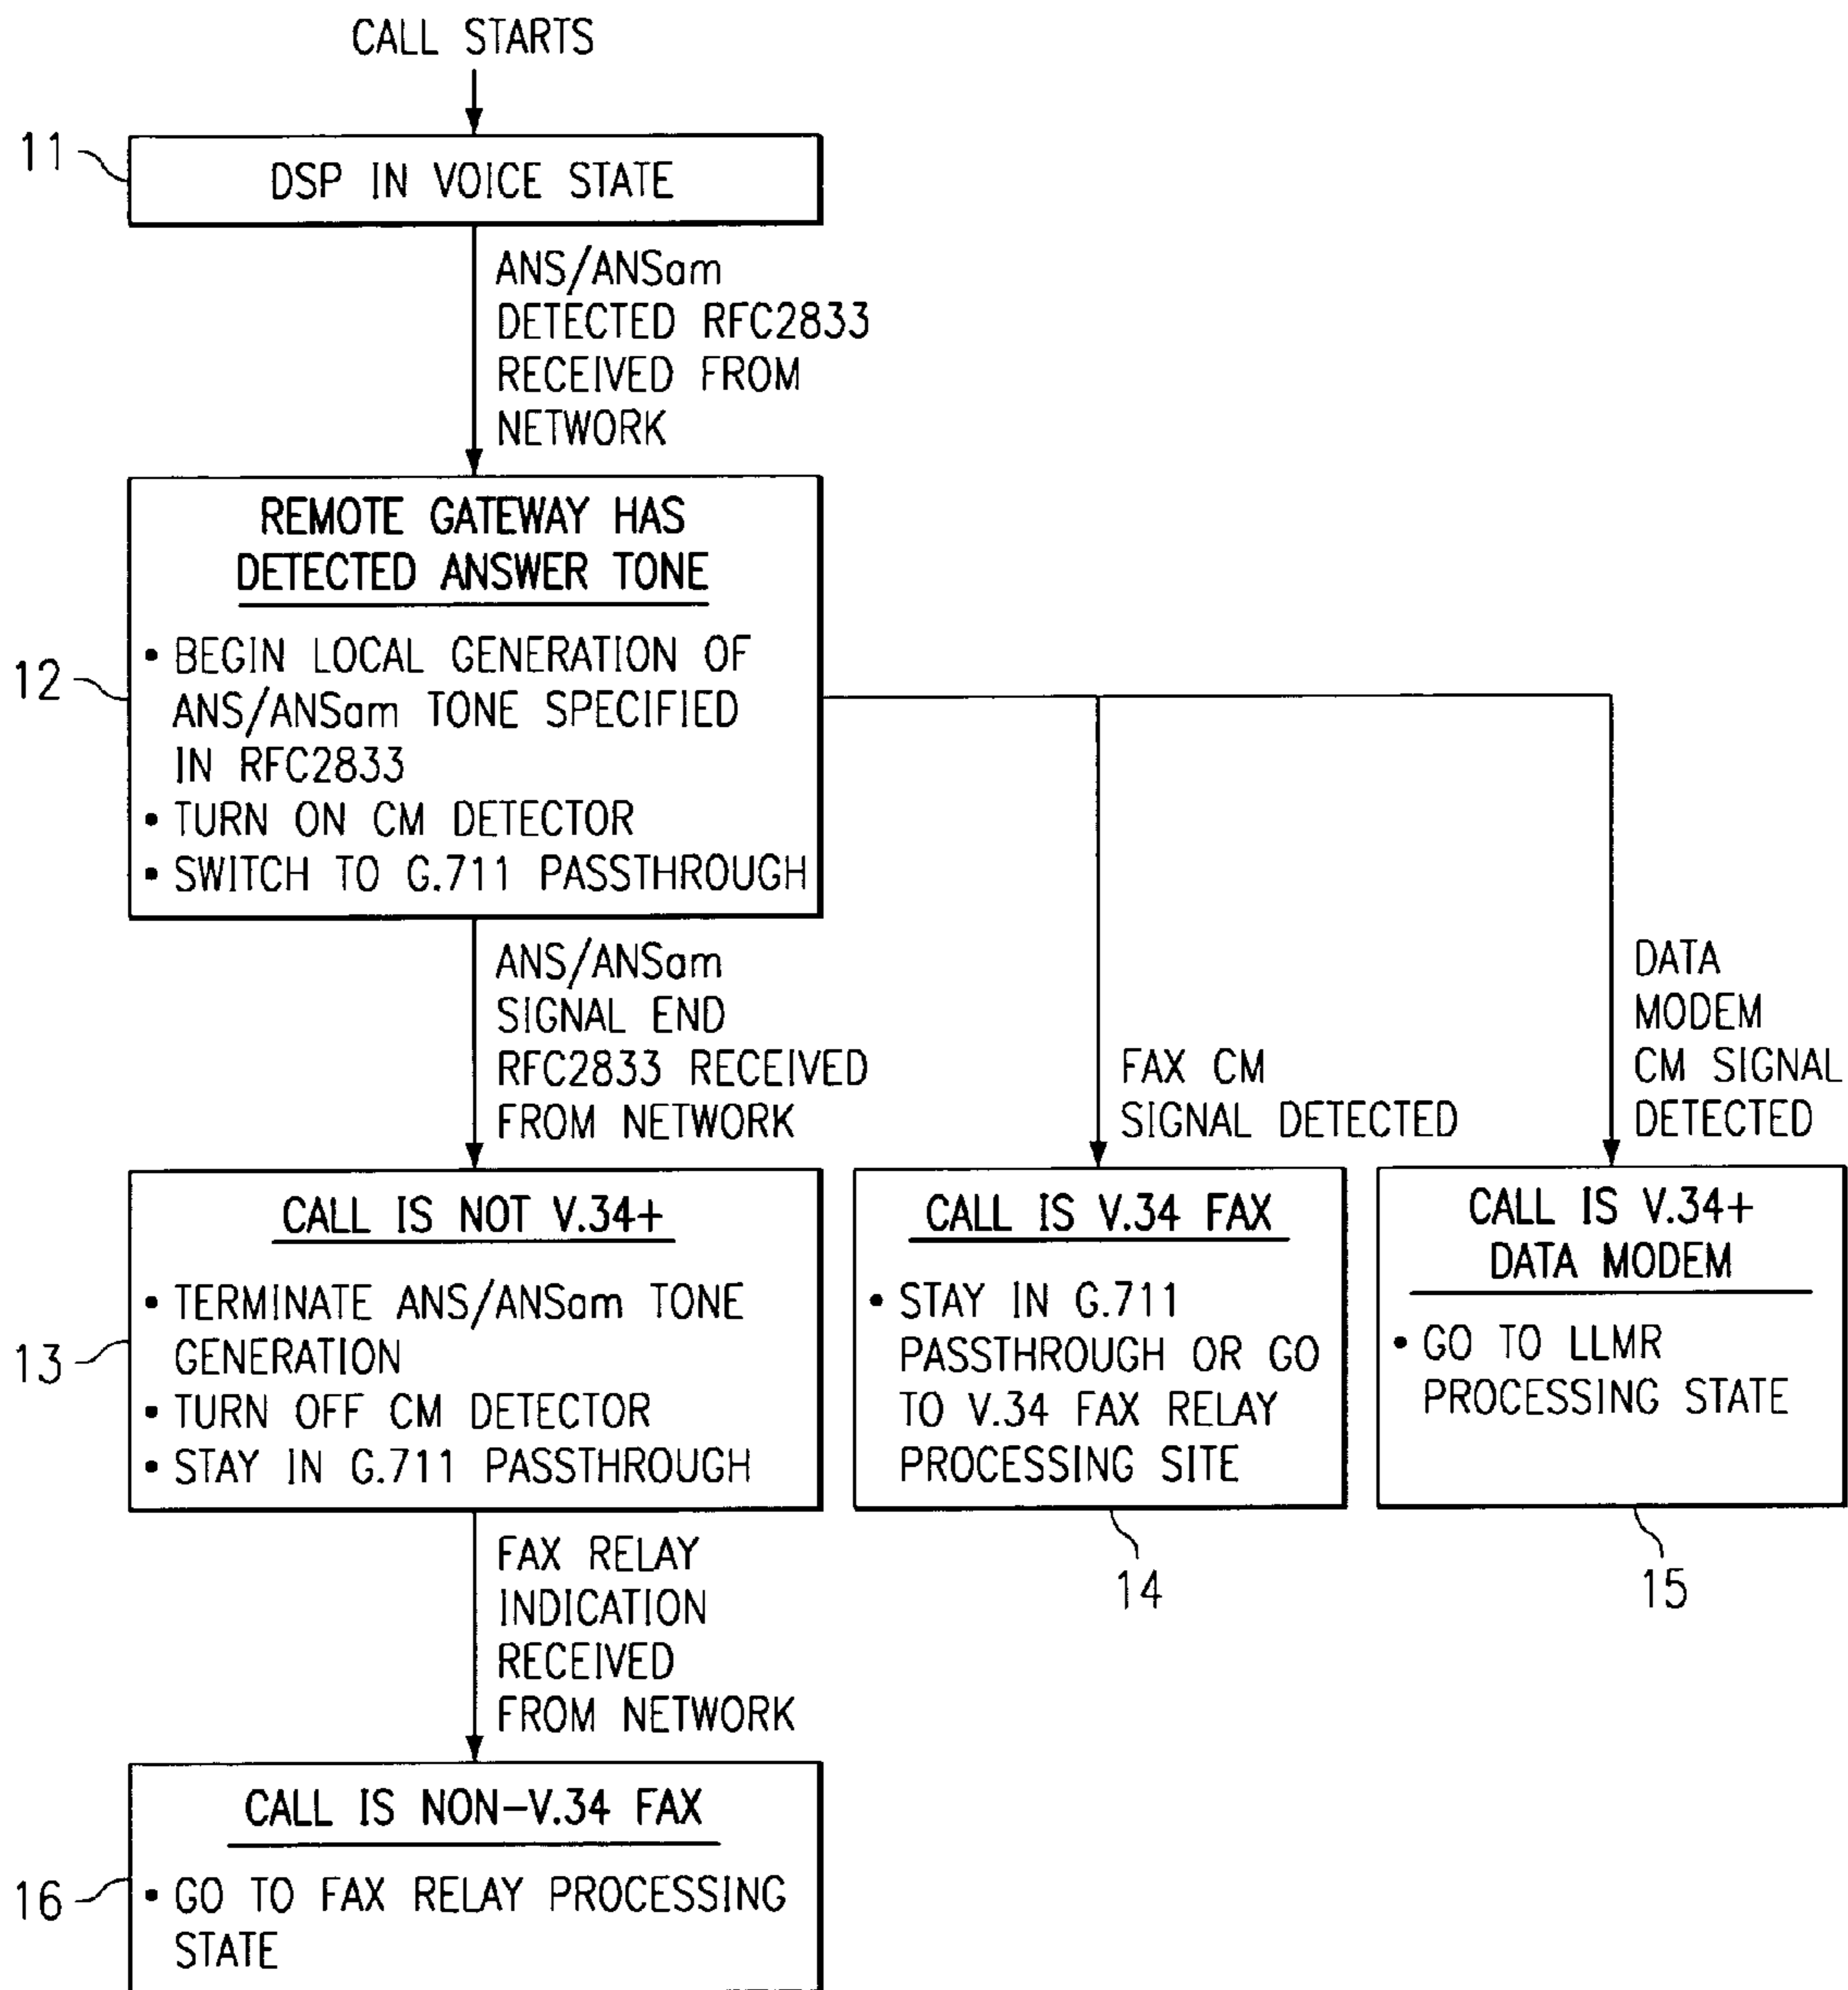 CALL STARTS
11
DSP IN VOICE STATE
ANS/ANSam
DETECTED RFC2833
RECEIVED FROM
NETWORK
12
REMOTE GATEWAY HAS
DETECTED ANSWER TONE
• BEGIN LOCAL GENERATION OF
ANS/ANSam TONE SPECIFIED
IN RFC2833
• TURN ON CM DETECTOR
• SWITCH TO G.711 PASSTHROUGH
ANS/ANSam
SIGNAL END
RFC2833 RECEIVED
FROM NETWORK
FAX CM
SIGNAL DETECTED
DATA
MODEM
CM SIGNAL
DETECTED
13
CALL IS NOT V.34+
• TERMINATE ANS/ANSam TONE
GENERATION
• TURN OFF CM DETECTOR
• STAY IN G.711 PASSTHROUGH
CALL IS V.34 FAX
• STAY IN G.711
PASSTHROUGH OR GO
TO V.34 FAX RELAY
PROCESSING SITE
14
CALL IS V.34+
DATA MODEM
• GO TO LLMR
PROCESSING STATE
15
FAX RELAY
INDICATION
RECEIVED
FROM NETWORK
16
CALL IS NON-V.34 FAX
• GO TO FAX RELAY PROCESSING
STATE